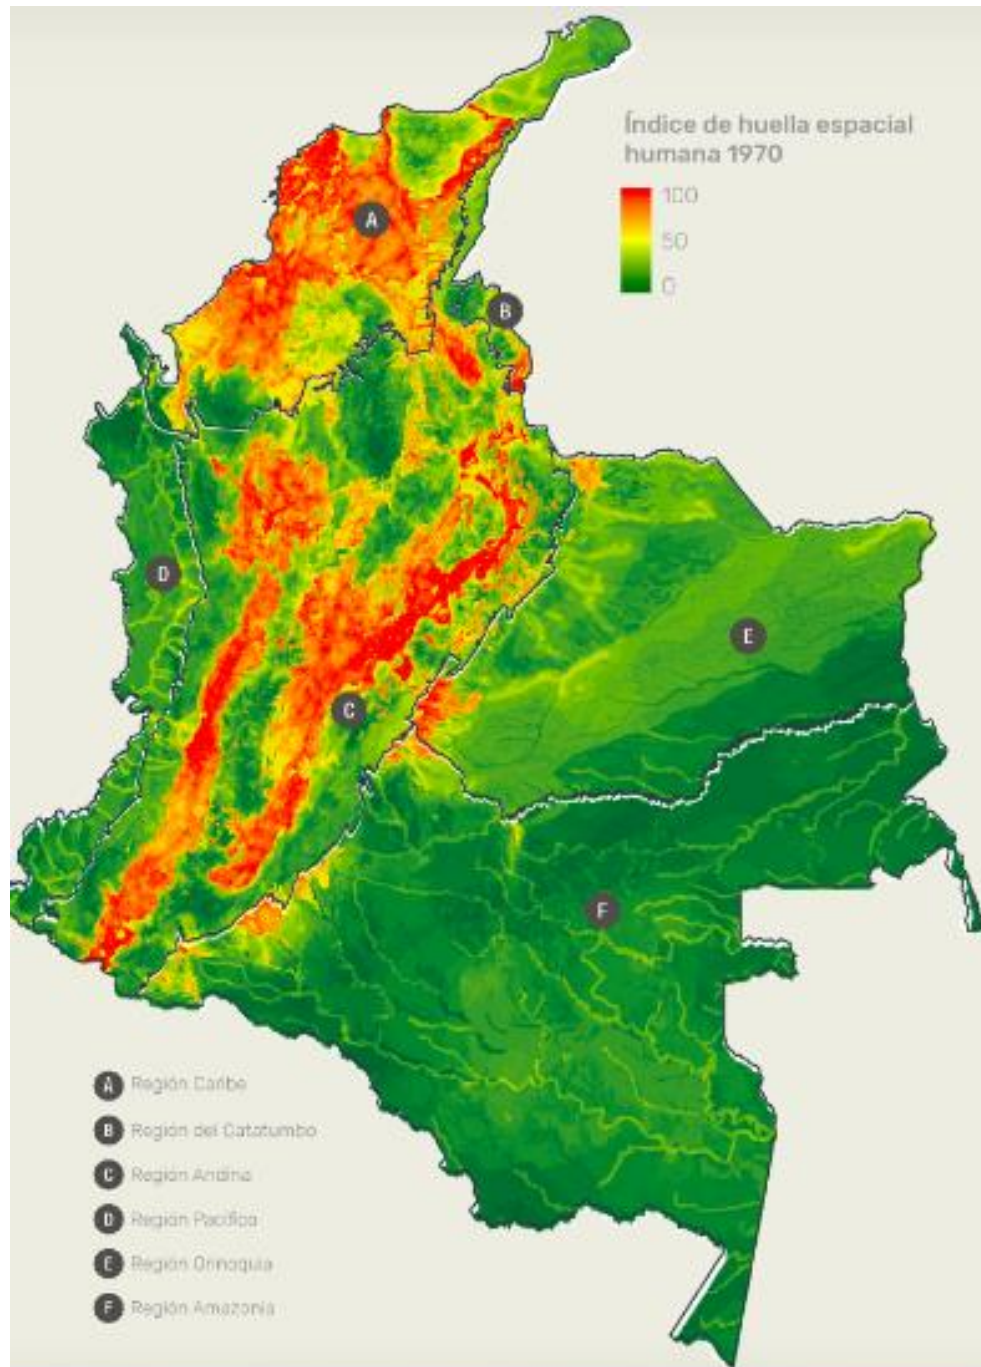 Índice de huella espacial
humana 1970
100
50
0
A
B
D
E
C
F
A Región Caribe
B Región del Catatumbo
C Región Andina
D Región Pacífico
E Región Orinoquia
F Región Amazonia